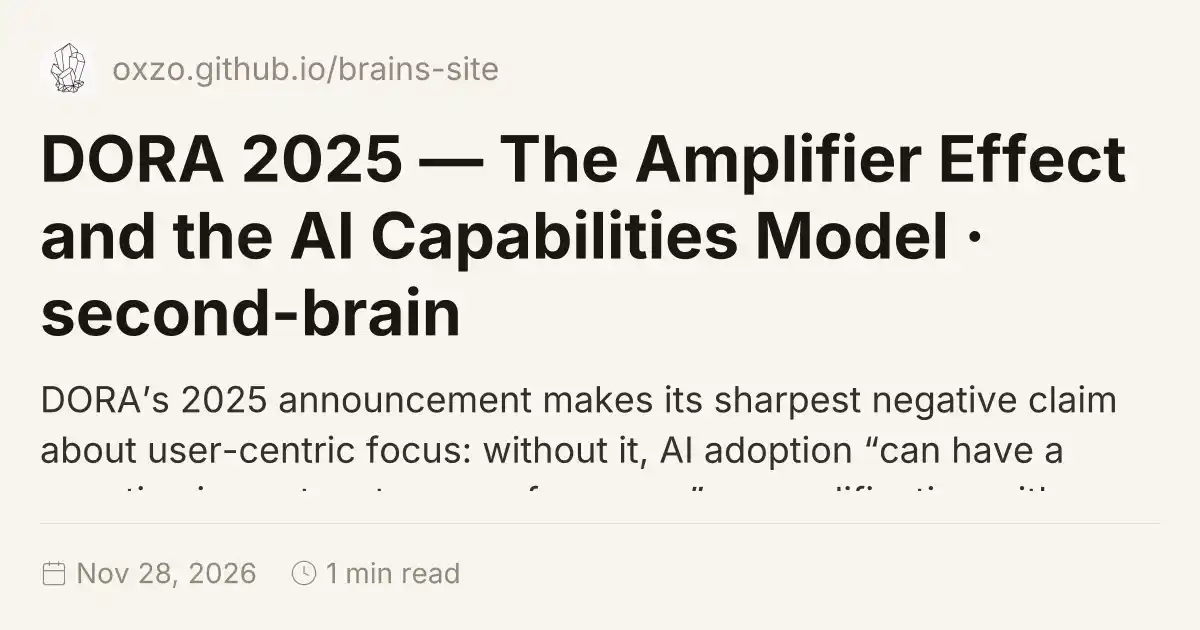 oxzo.github.io/brains-site
DORA 2025 — The Amplifier Effect
and the AI Capabilities Model ·
second-brain
DORA’s 2025 announcement makes its sharpest negative claim
about user-centric focus: without it, AI adoption “can have a
Nov 28, 2026
1 min read